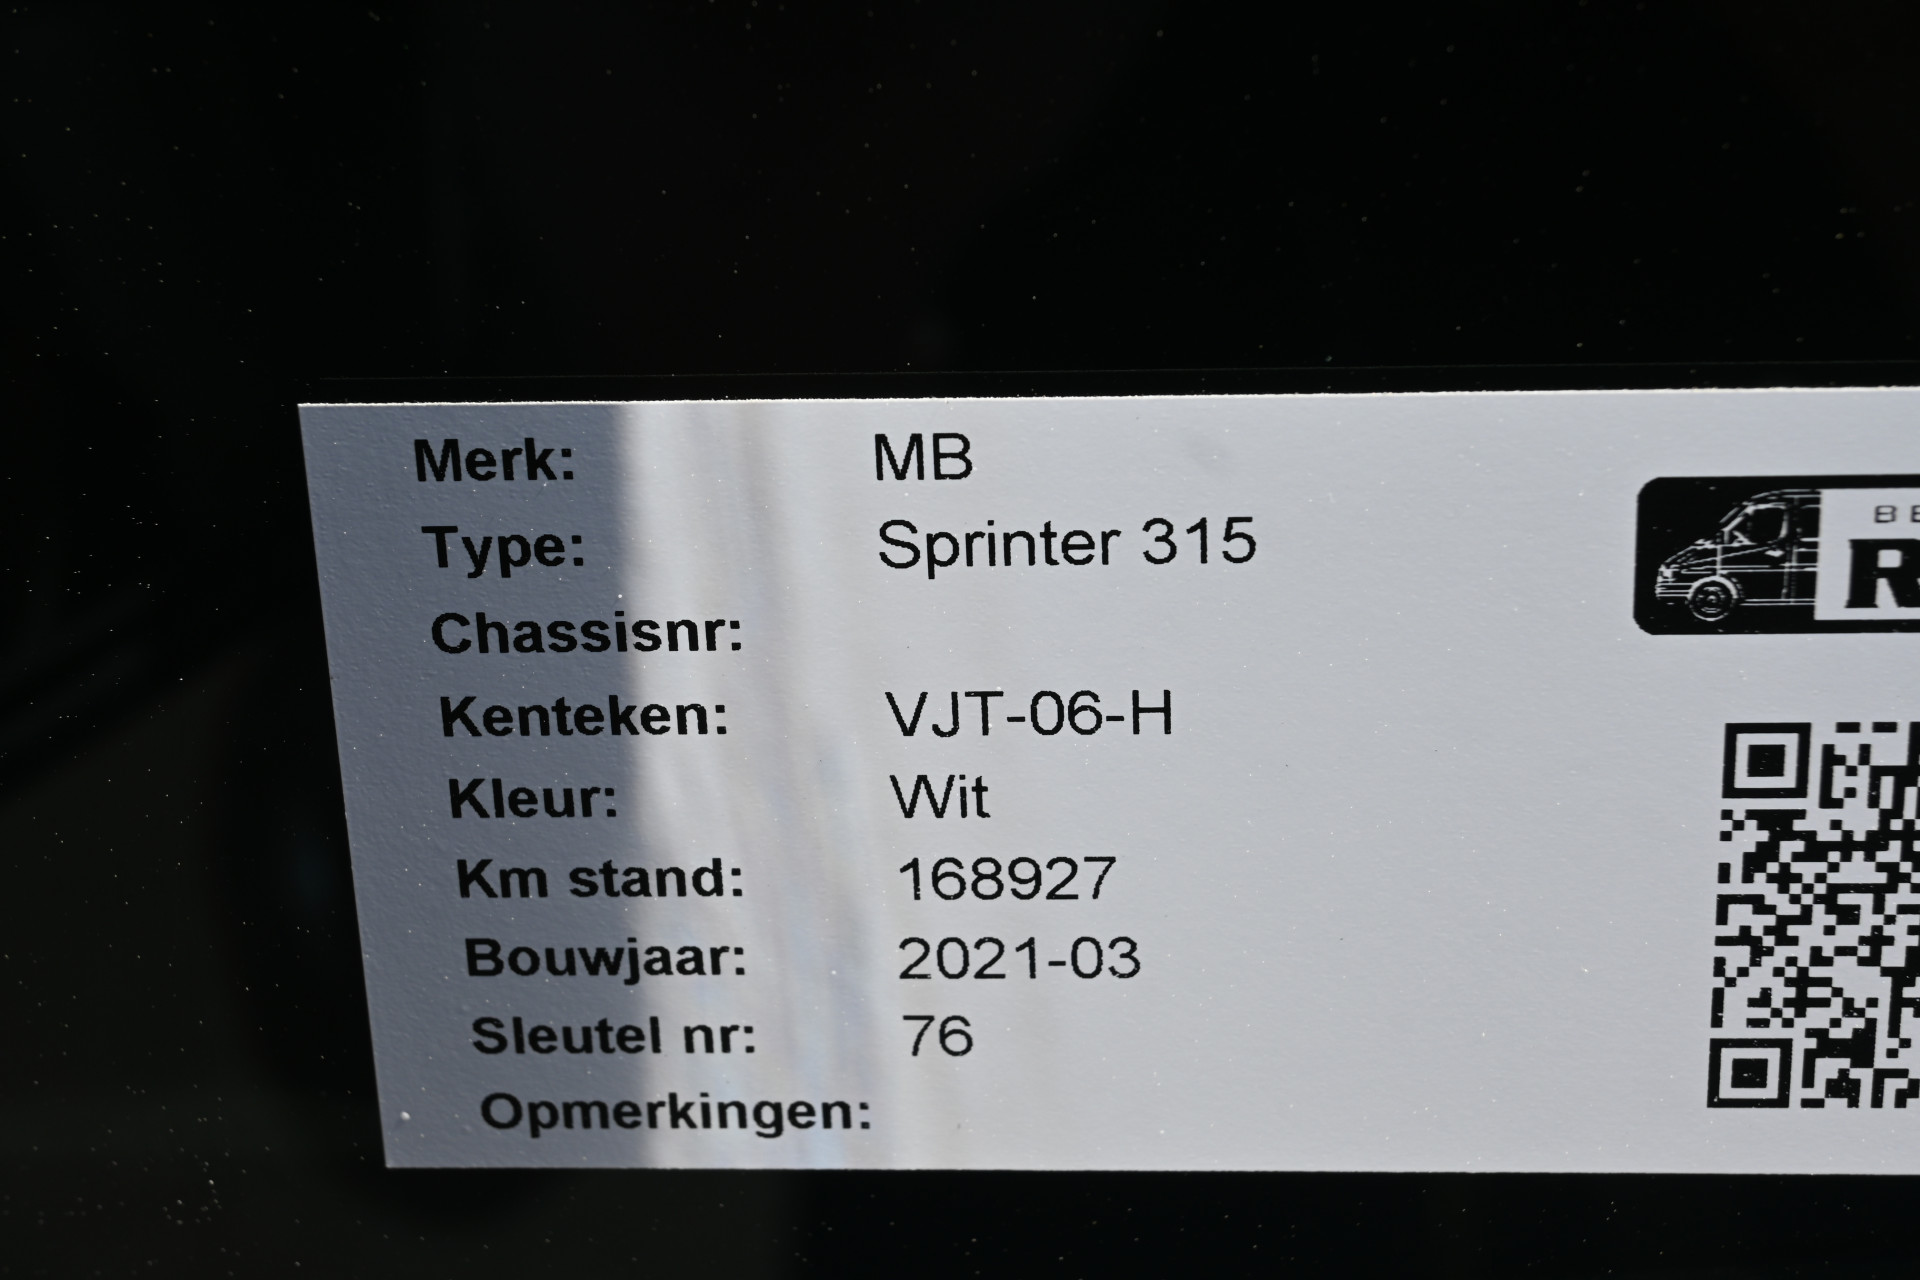 Merk: MB
Type: Sprinter 315
Chassisnr:
Kenteken: VJT-06-H
Kleur: Wit
Km stand: 168927
Bouwjaar: 2021-03
Sleutel nr: 76
Opmerkingen: